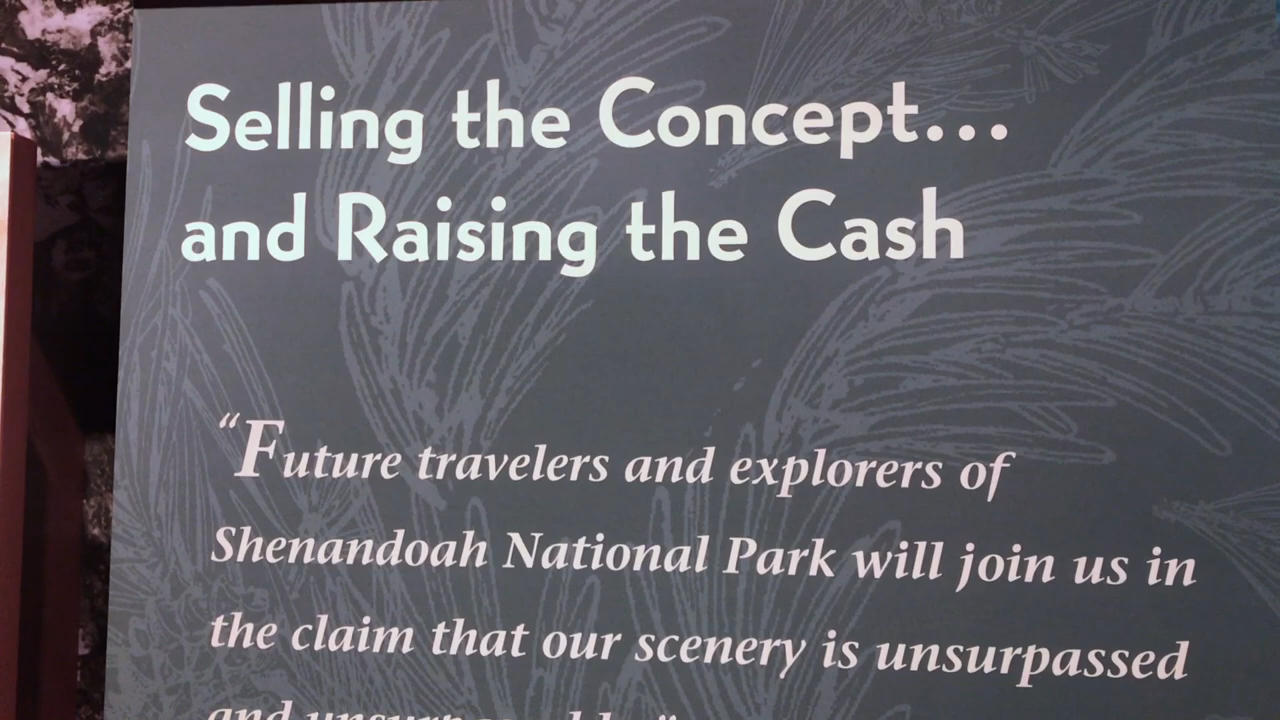 Selling the Concept...
and Raising the Cash
“Future travelers and explorers of
Shenandoah National Park will join us in
the claim that our scenery is unsurpassed
and